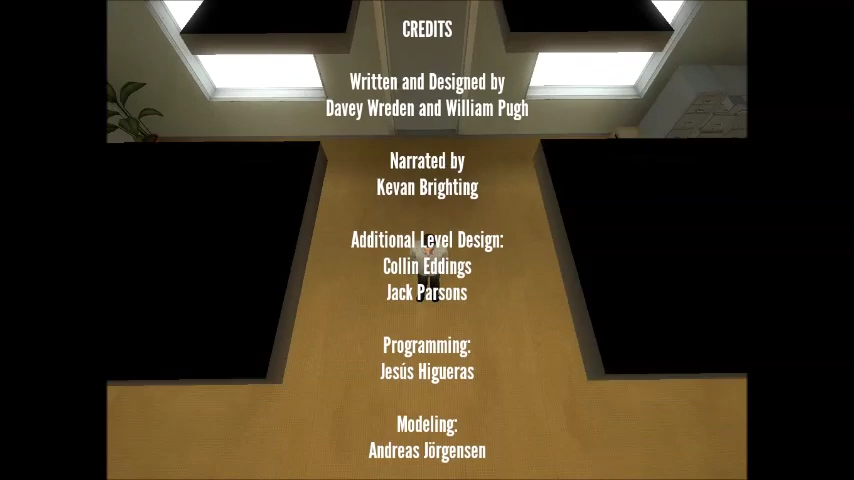 CREDITS
Written and Designed by
Davey Wreden and William Pugh
Narrated by
Kevan Brighting
Additional Level Design:
Collin Eddings
Jack Parsons
Programming:
Jesús Higueras
Modeling:
Andreas Jörgensen